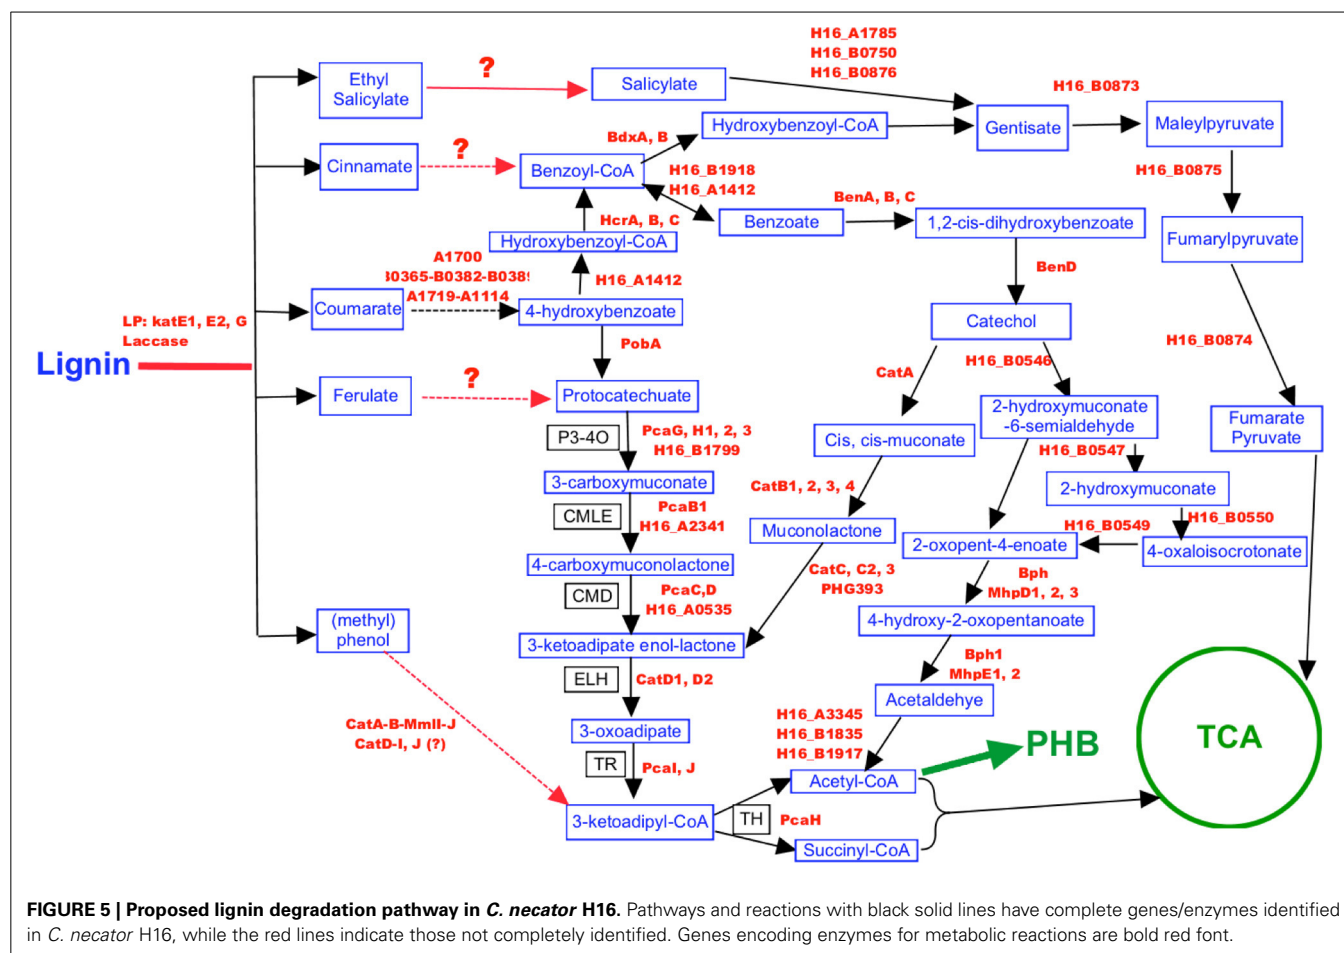 H16_A1785
H16_B0750
H16_B0876
Ethyl
Salicylate
?
Salicylate
H16_B0873
Hydroxybenzoyl-CoA
Gentisate
Maleylpyruvate
BdxA, B
Cinnamate
?
Benzoyl-CoA
H16_B1918
H16_A1412
H16_B0875
HcrA, B, C
Benzoate
BenA, B, C
1,2-cis-dihydroxybenzoate
Hydroxybenzoyl-CoA
Fumarylpyruvate
A1700
B0365-B0382-B038
A1719-A1114
H16_A1412
BenD
Coumarate
4-hydroxybenzoate
Catechol
LP: katE1, E2, G
Laccase
Lignin
PobA
H16_B0546
H16_B0874
CatA
Ferulate
?
Protocatechuate
2-hydroxymuconate
-6-semialdehyde
Fumarate
Pyruvate
P3-4O
PcaG, H1, 2, 3
H16_B1799
Cis, cis-muconate
H16_B0547
3-carboxymuconate
CatB1, 2, 3, 4
2-hydroxymuconate
CMLE
PcaB1
H16_A2341
Muconolactone
H16_B0549
H16_B0550
2-oxopent-4-enoate
4-oxaloisocrotonate
4-carboxymuconolactone
CatC, C2, 3
PHG393
Bph
MhpD1, 2, 3
CMD
PcaC,D
H16_A0535
(methyl)
phenol
4-hydroxy-2-oxopentanoate
3-ketoadipate enol-lactone
ELH
CatD1, D2
Bph1
MhpE1, 2
Acetaldehye
CatA-B-MmlI-J
CatD-I, J (?)
3-oxoadipate
H16_A3345
H16_B1835
H16_B1917
PHB
TCA
TR
PcaI, J
Acetyl-CoA
3-ketoadipyl-CoA
TH
PcaH
Succinyl-CoA
FIGURE 5 | Proposed lignin degradation pathway in C. necator H16. Pathways and reactions with black solid lines have complete genes/enzymes identified
in C. necator H16, while the red lines indicate those not completely identified. Genes encoding enzymes for metabolic reactions are bold red font.